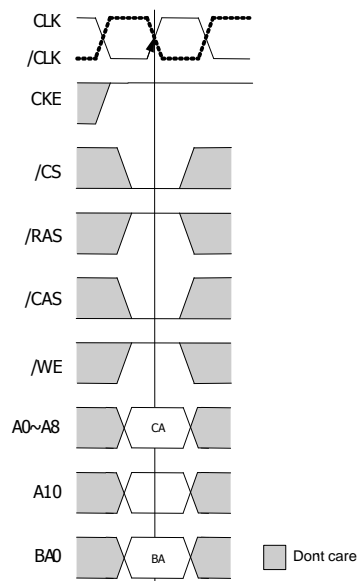 CLK
/CLK
CKE
/CS
/RAS
/CAS
/WE
A0~A8
CA
A10
BA0
BA
Dont care